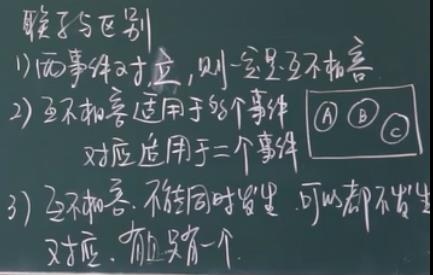 联系与区别
1)两事件对立,则一定是互不相容
2)互不相容适用于多个事件
对应适用于二个事件
A B C
3)互不相容.不能同时发生.可以都不发生
对应.有且只有一个.